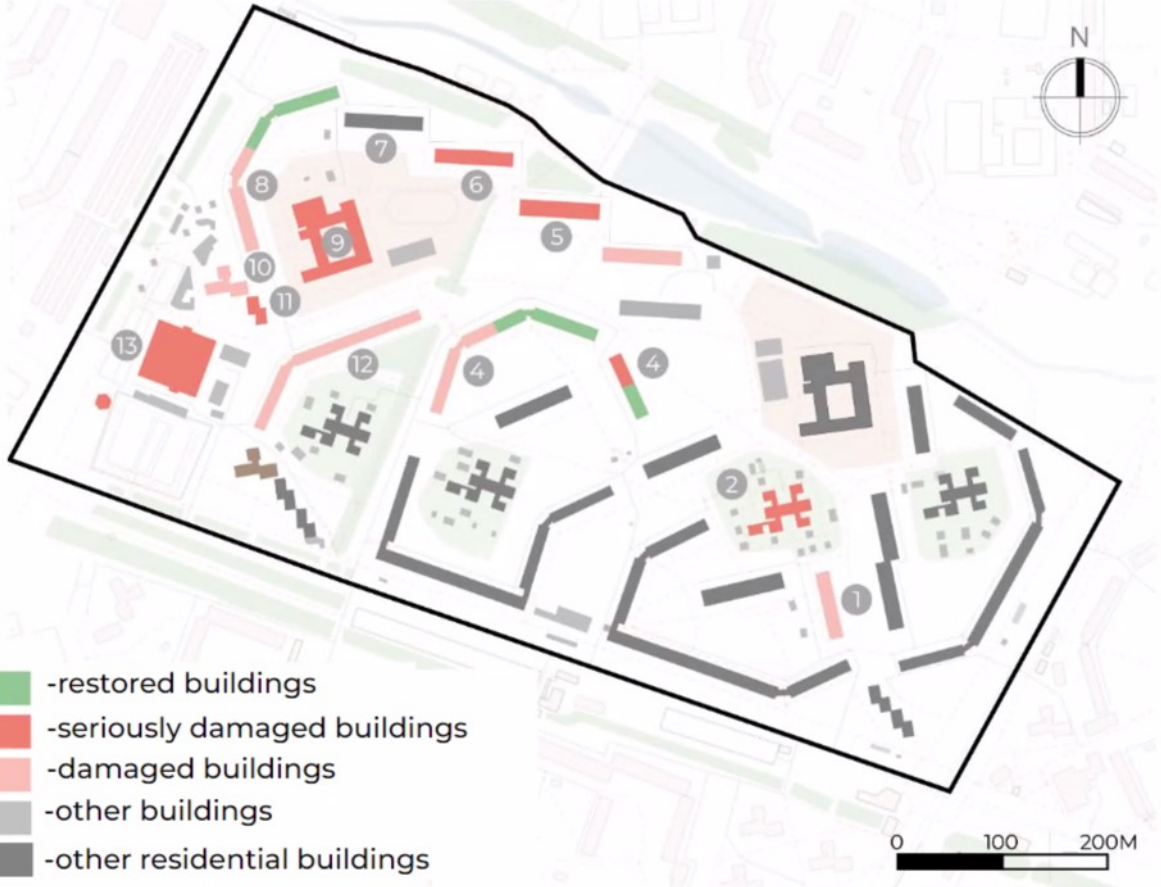 N
7
8
6
9
5
10
11
13
12
4
4
2
1
-restored buildings
-seriously damaged buildings
-damaged buildings
-other buildings
-other residential buildings
0 100 200M